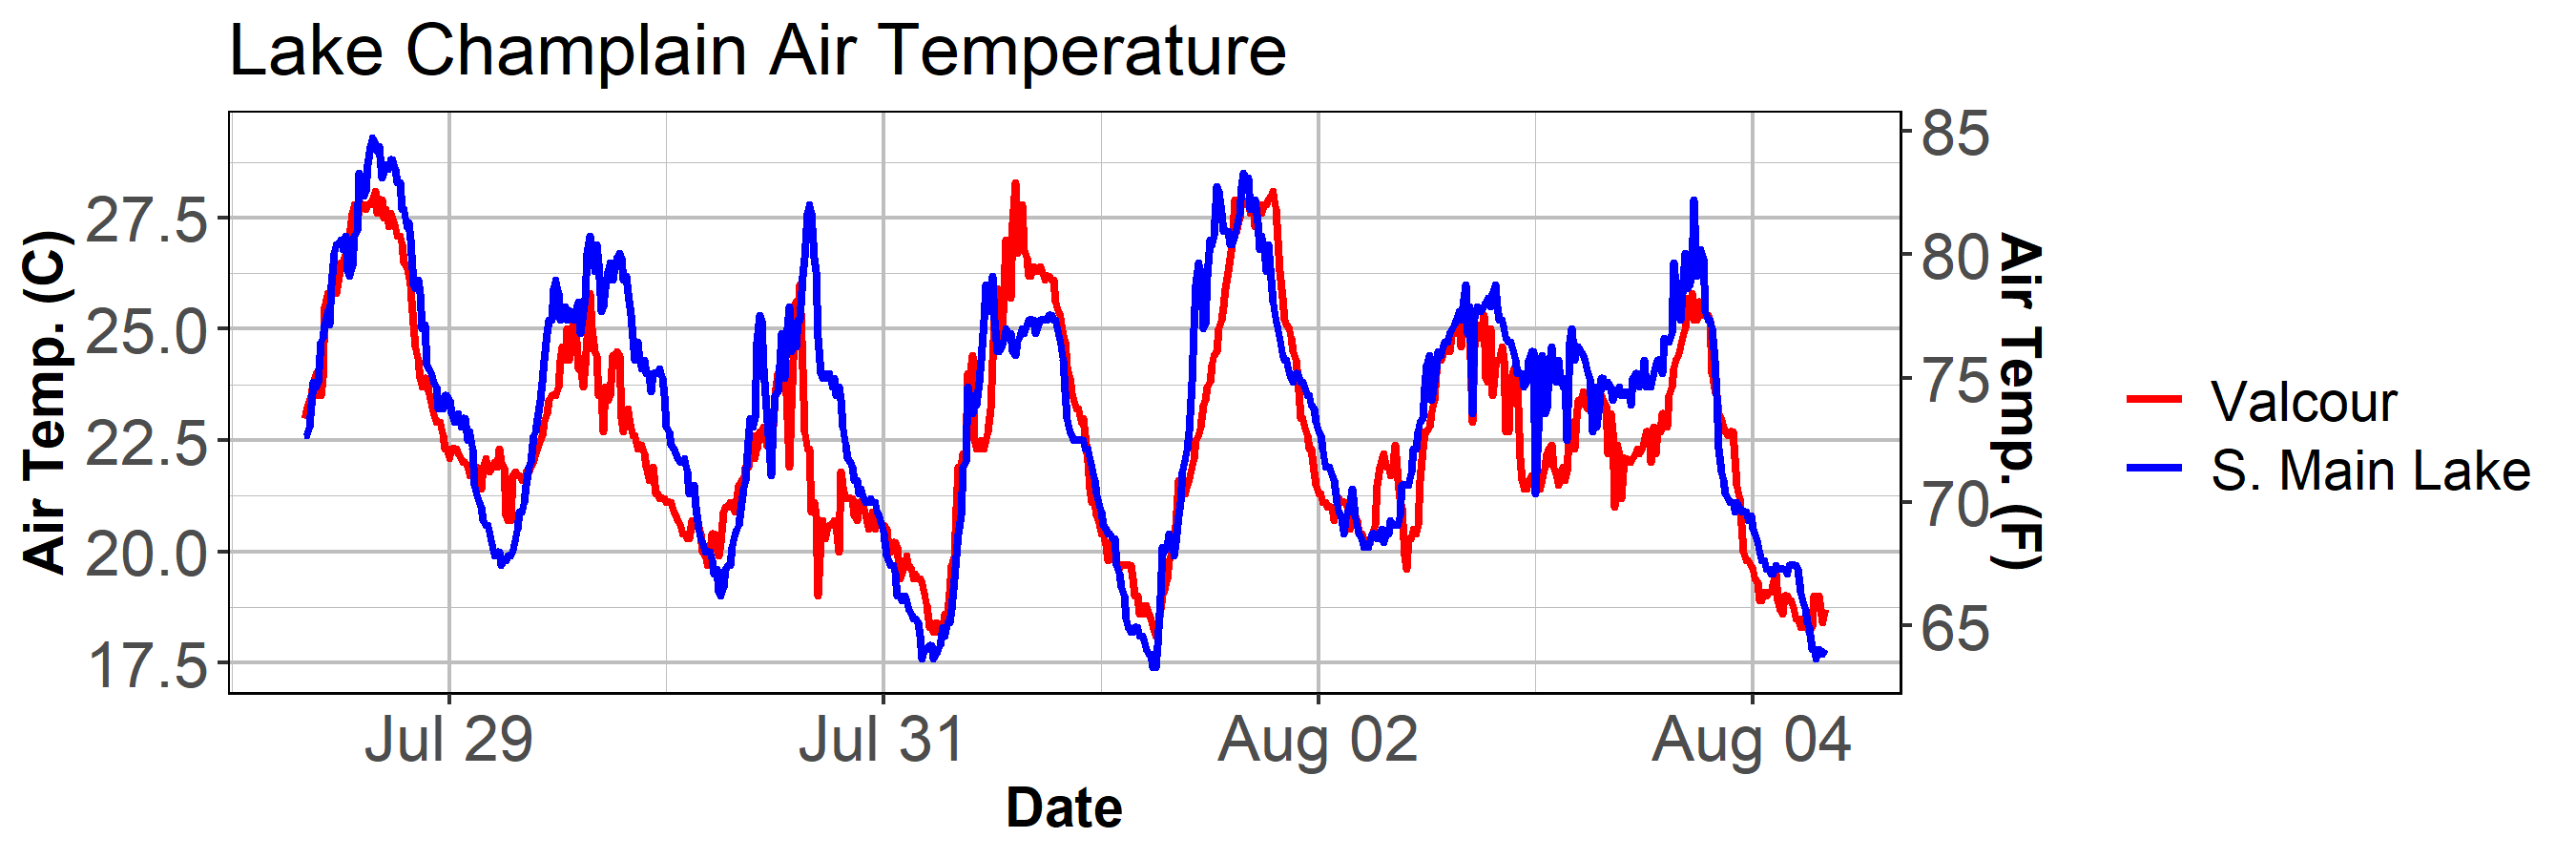 Lake Champlain Air Temperature
Air Temp. (C)
27.5
25.0
22.5
20.0
17.5
85
80
75
70
65
Air Temp. (F)
Jul 29
Jul 31
Aug 02
Aug 04
Date
Valcour
S. Main Lake